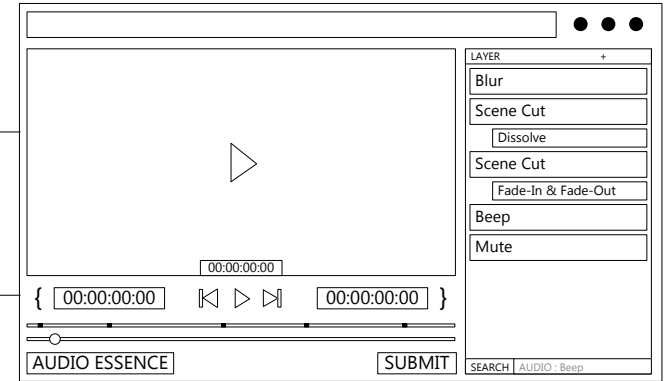 LAYER +
Blur
Scene Cut
Dissolve
Scene Cut
Fade-In & Fade-Out
Beep
Mute
00:00:00:00
{ 00:00:00:00 00:00:00:00 }
AUDIO ESSENCE SUBMIT
SEARCH AUDIO : Beep